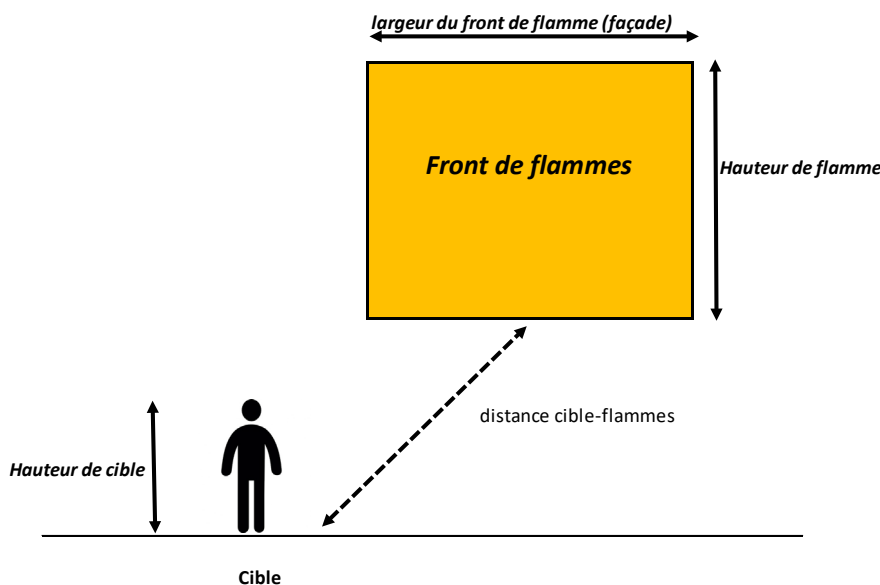 largeur du front de flamme (façade)
Front de flammes
Hauteur de flamme
distance cible-flammes
Hauteur de cible
Cible